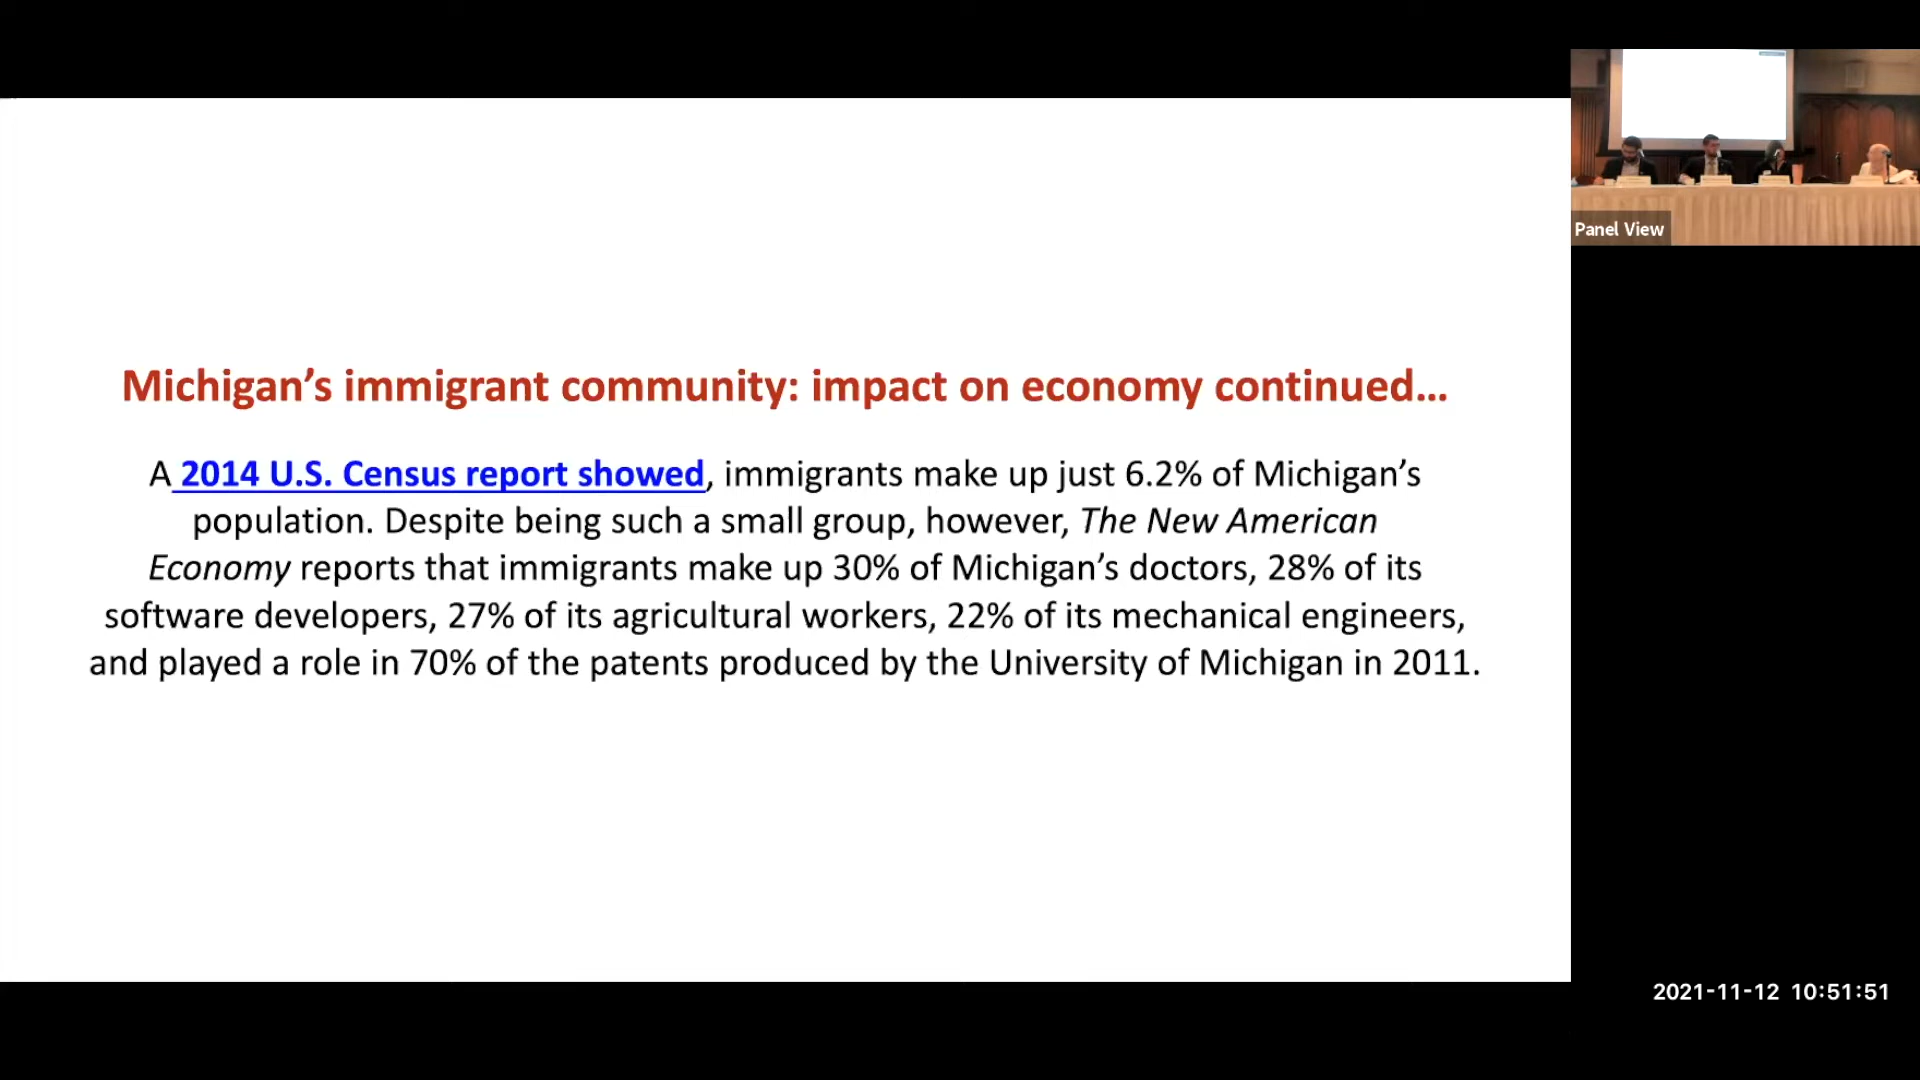 Michigan’s immigrant community: impact on economy continued...
A 2014 U.S. Census report showed, immigrants make up just 6.2% of Michigan’s
population. Despite being such a small group, however, The New American
Economy reports that immigrants make up 30% of Michigan’s doctors, 28% of its
software developers, 27% of its agricultural workers, 22% of its mechanical engineers,
and played a role in 70% of the patents produced by the University of Michigan in 2011.
Panel View
2021-11-12 10:51:51